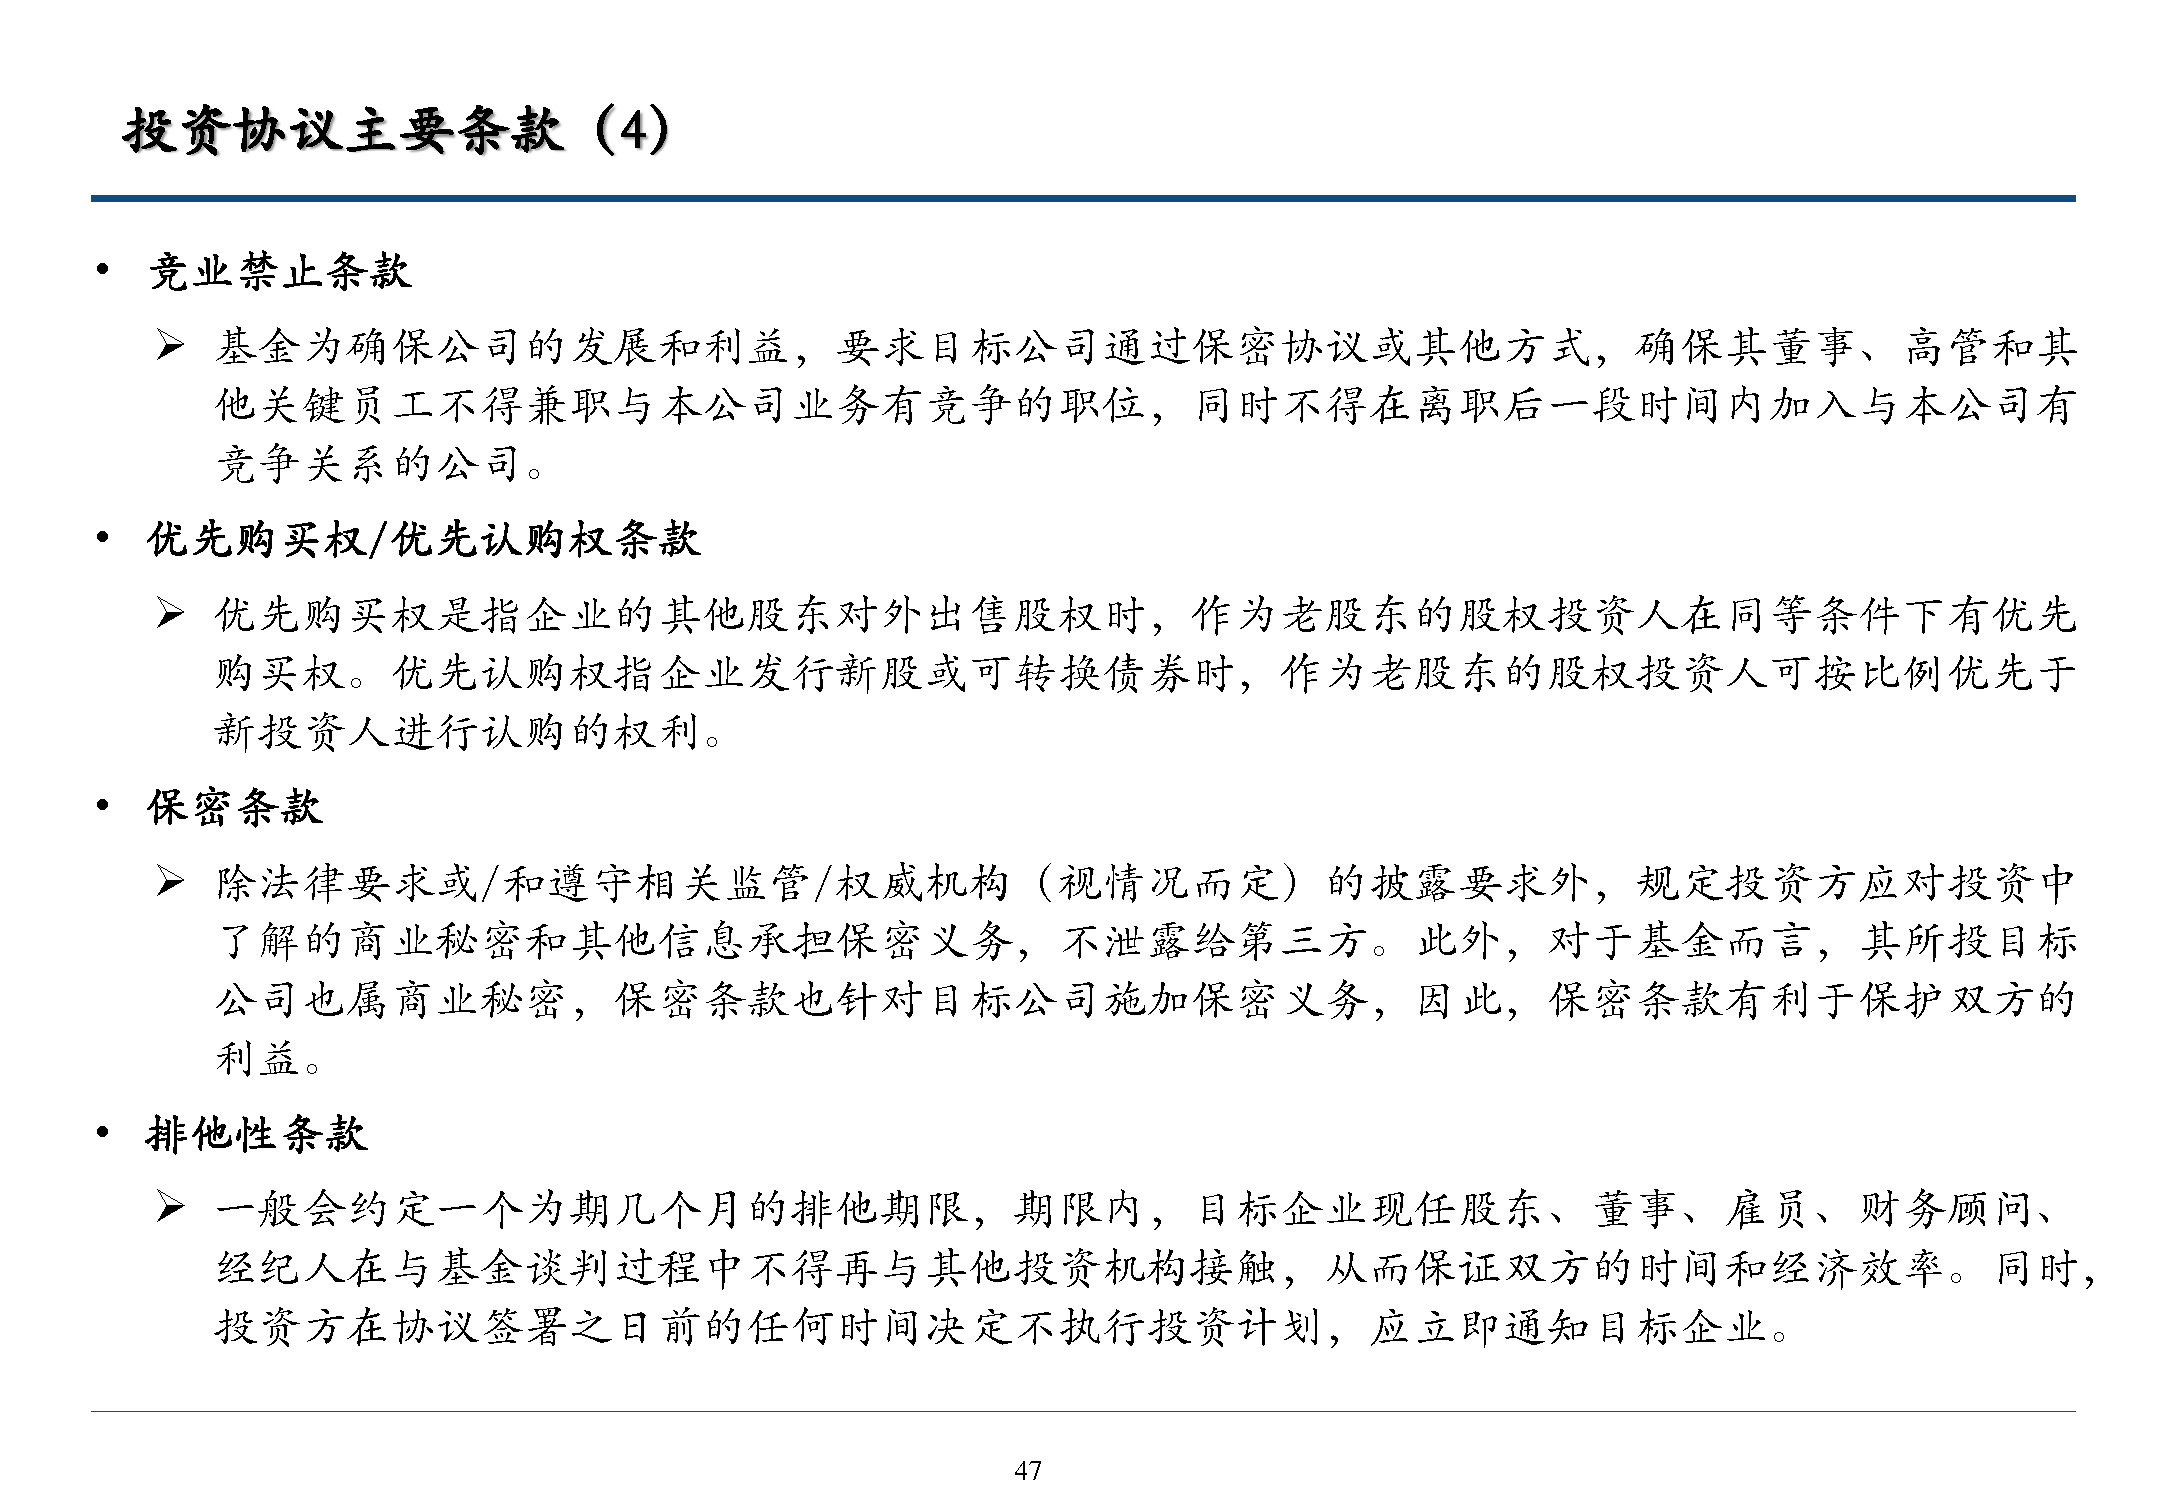 投资协议主要条款（4）
• 竞业禁止条款
➢ 基金为确保公司的发展和利益，要求目标公司通过保密协议或其他方式，确保其董事、高管和其
他关键员工不得兼职与本公司业务有竞争的职位，同时不得在离职后一段时间内加入与本公司有
竞争关系的公司。
• 优先购买权/优先认购权条款
➢ 优先购买权是指企业的其他股东对外出售股权时，作为老股东的股权投资人在同等条件下有优先
购买权。优先认购权指企业发行新股或可转换债券时，作为老股东的股权投资人可按比例优先于
新投资人进行认购的权利。
• 保密条款
➢ 除法律要求或/和遵守相关监管/权威机构（视情况而定）的披露要求外，规定投资方应对投资中
了解的商业秘密和其他信息承担保密义务，不泄露给第三方。此外，对于基金而言，其所投目标
公司也属商业秘密，保密条款也针对目标公司施加保密义务，因此，保密条款有利于保护双方的
利益。
• 排他性条款
➢ 一般会约定一个为期几个月的排他期限，期限内，目标企业现任股东、董事、雇员、财务顾问、
经纪人在与基金谈判过程中不得再与其他投资机构接触，从而保证双方的时间和经济效率。同时，
投资方在协议签署之日前的任何时间决定不执行投资计划，应立即通知目标企业。
47